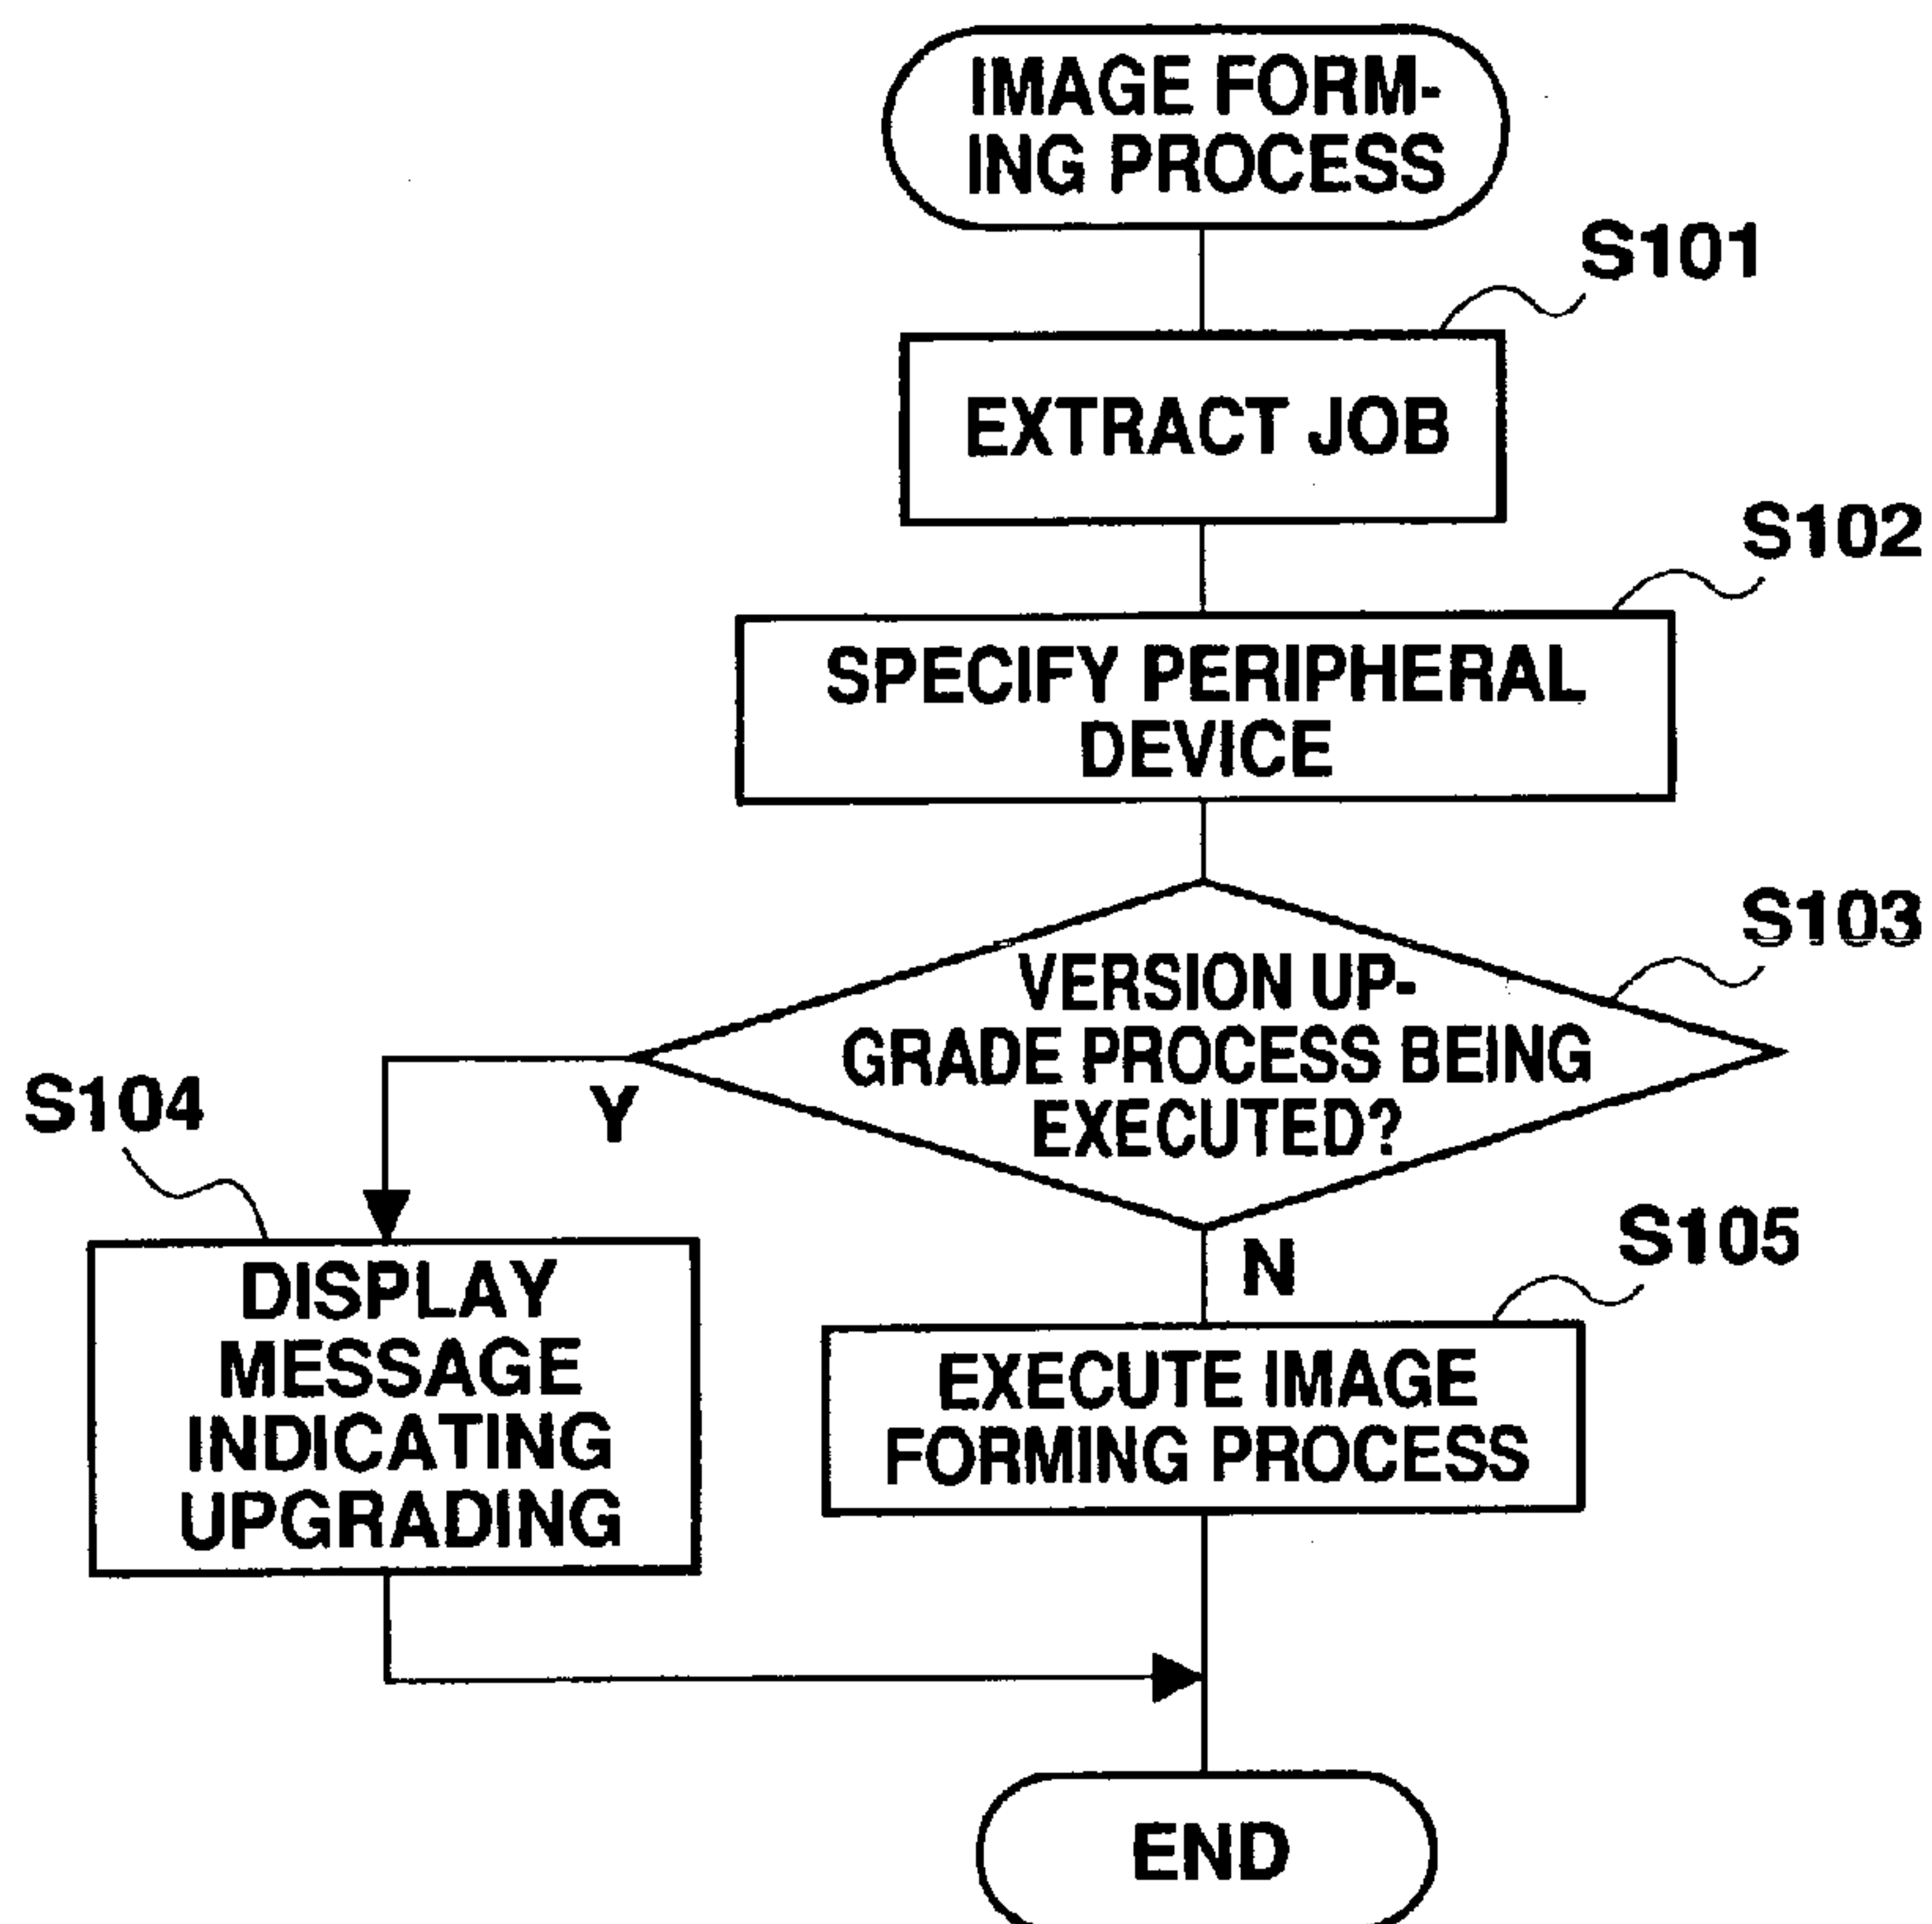 IMAGE FORM-
ING PROCESS
S101
EXTRACT JOB
S102
SPECIFY PERIPHERAL
DEVICE
S103
VERSION UP-
GRADE PROCESS BEING
EXECUTED?
Y
S104
N
S105
DISPLAY
MESSAGE
INDICATING
UPGRADING
EXECUTE IMAGE
FORMING PROCESS
END